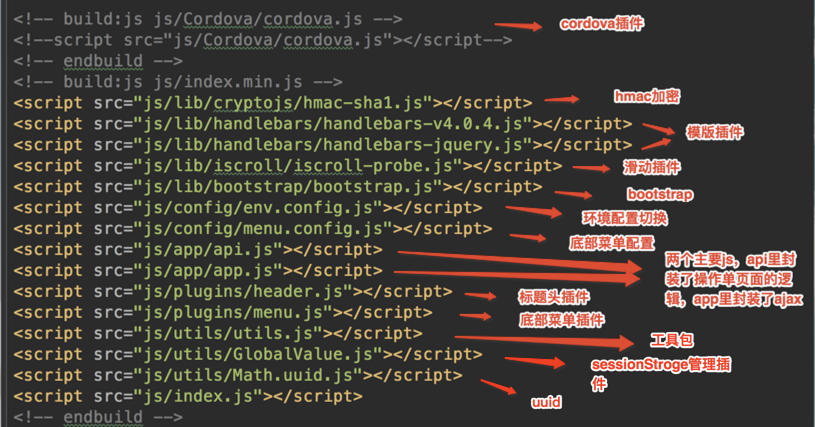 <!-- build:js js/Cordova/cordova.js -->
cordova插件
<!--script src="js/Cordova/cordova.js"></script-->
<!-- endbuild -->
<!-- build:js js/index.min.js -->
<script src="js/lib/cryptojs/hmac-sha1.js"></script>
hmac加密
<script src="js/lib/handlebars/handlebars-v4.0.4.js"></script>
模版插件
<script src="js/lib/handlebars/handlebars-jquery.js"></script>
<script src="js/lib/iscroll/iscroll-probe.js"></script>
滑动插件
<script src="js/lib/bootstrap/bootstrap.js"></script>
bootstrap
<script src="js/config/env.config.js"></script>
环境配置切换
<script src="js/config/menu.config.js"></script>
底部菜单配置
<script src="js/app/api.js"></script>
<script src="js/app/app.js"></script>
两个主要js，api里封
装了操作单页面的逻
辑，app里封装了ajax
<script src="js/plugins/header.js"></script>
标题头插件
<script src="js/plugins/menu.js"></script>
底部菜单插件
<script src="js/utils/utils.js"></script>
工具包
<script src="js/utils/GlobalValue.js"></script>
sessionStroge管理插
件
<script src="js/utils/Math.uuid.js"></script>
uuid
<script src="js/index.js"></script>
<!-- endbuild -->